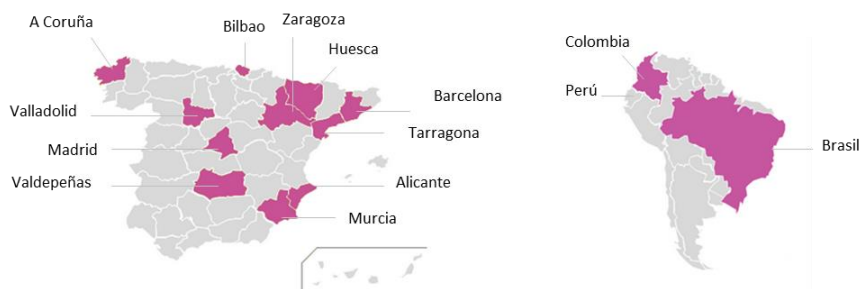 A Coruña
Bilbao
Zaragoza
Huesca
Valladolid
Barcelona
Tarragona
Madrid
Valdepeñas
Alicante
Murcia
Colombia
Perú
Brasil